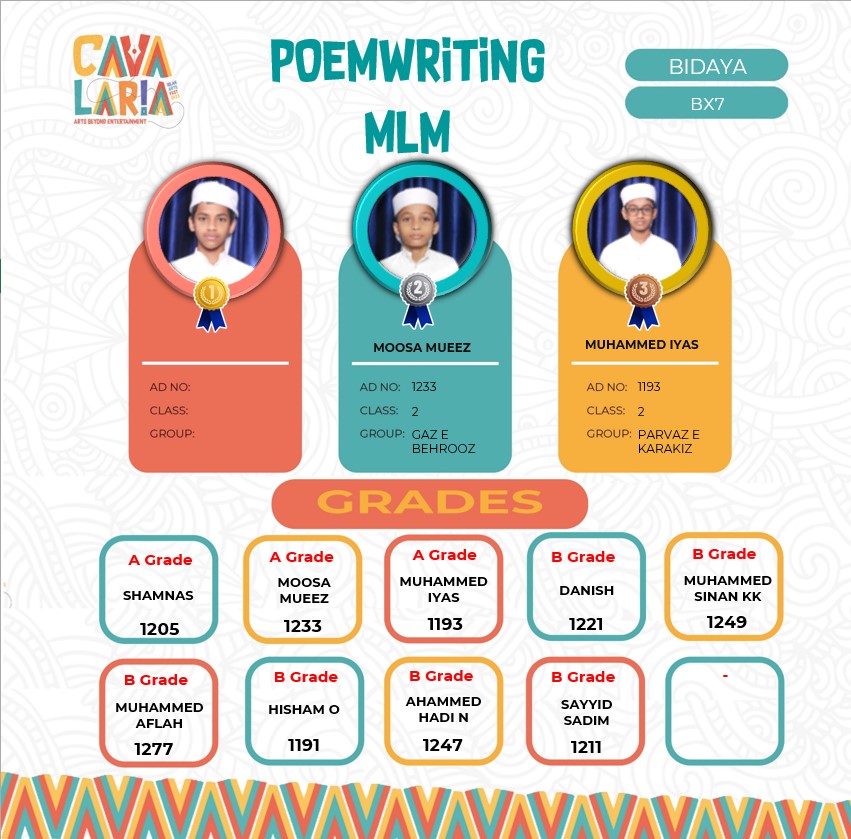 CAVA
LARIA
ARTS BEYOND ENTERTAINMENT
POEMWRITING
MLM
BIDAYA
BX7
1
AD NO:
CLASS:
GROUP:
2
MOOSA MUEEZ
AD NO: 1233
CLASS: 2
GROUP: GAZ E
BEHROOZ
3
MUHAMMED IYAS
AD NO: 1193
CLASS: 2
GROUP: PARVAZ E
KARAKIZ
GRADES
A Grade
SHAMNAS
1205
A Grade
MOOSA
MUEEZ
1233
A Grade
MUHAMMED
IYAS
1193
B Grade
DANISH
1221
B Grade
MUHAMMED
SINAN KK
1249
B Grade
MUHAMMED
AFLAH
1277
B Grade
HISHAM O
1191
B Grade
AHAMMED
HADI N
1247
B Grade
SAYYID
SADIM
1211
-